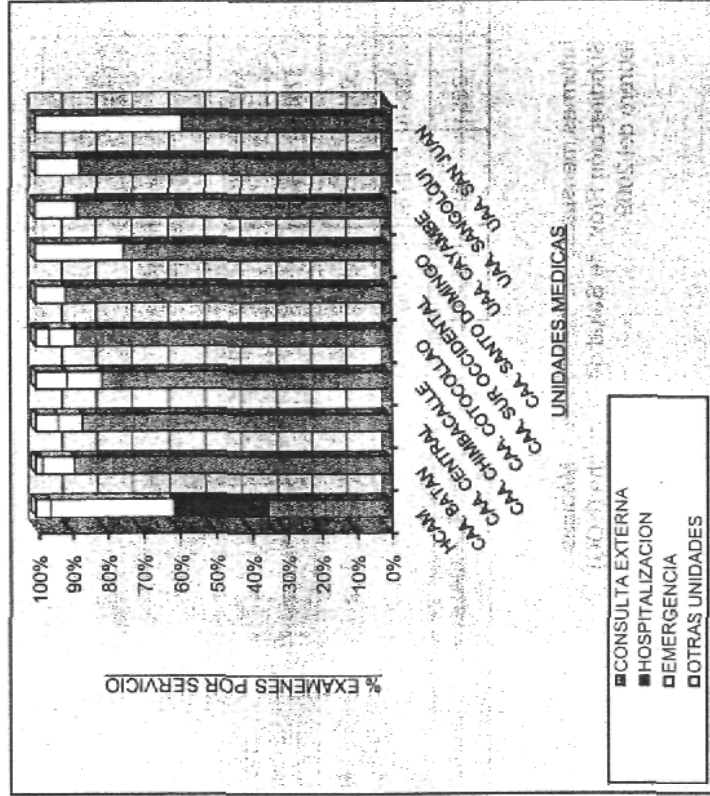 % EXAMENES POR SERVICIO
100%
90%
80%
70%
60%
50%
40%
30%
20%
10%
0%
HCAM
CAA. BATAN
CAA. CENTRAL
CAA. CHIMBACALLE
CAA. COTOCOLLAO
CAA. SUR OCCIDENTAL
CAA. SANTO DOMINGO
UAA. CAYAMBE
UAA. SANGOLQUI
UAA. SAN JUAN
UNIDADES MEDICAS
CONSULTA EXTERNA
HOSPITALIZACION
EMERGENCIA
OTRAS UNIDADES